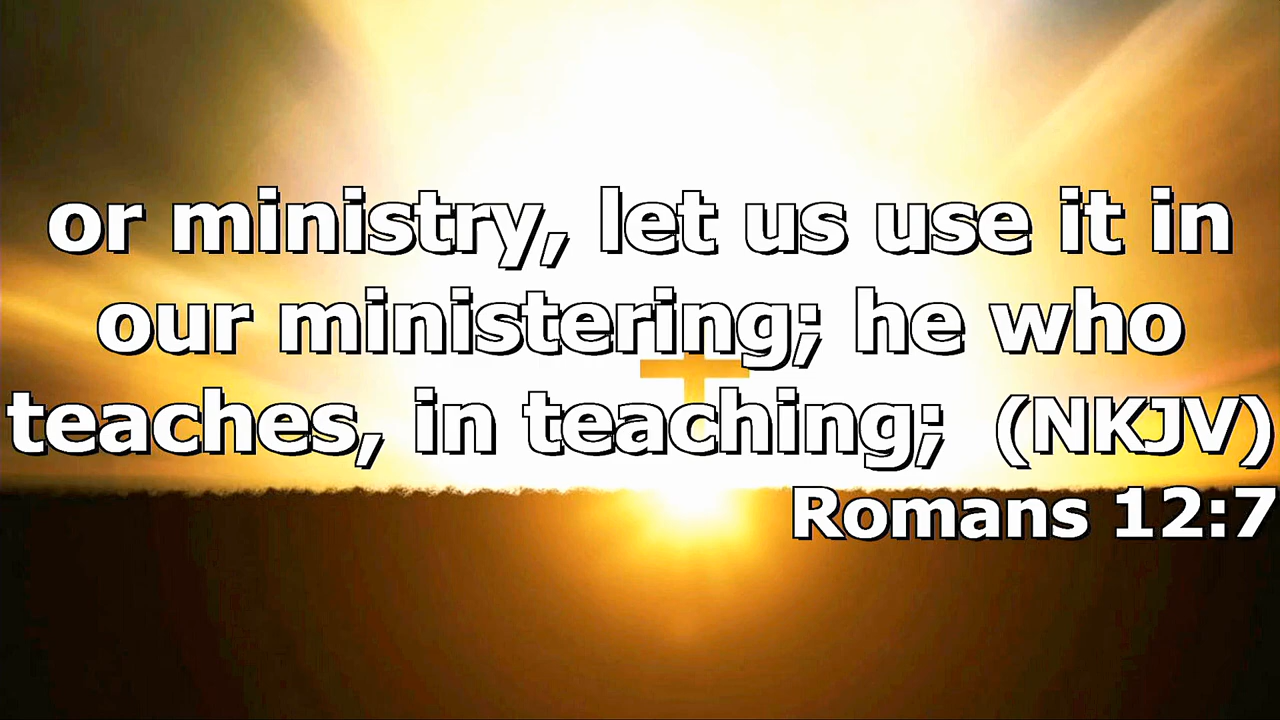 or ministry, let us use it in
our ministering; he who
teaches, in teaching;  (NKJV)
Romans 12:7